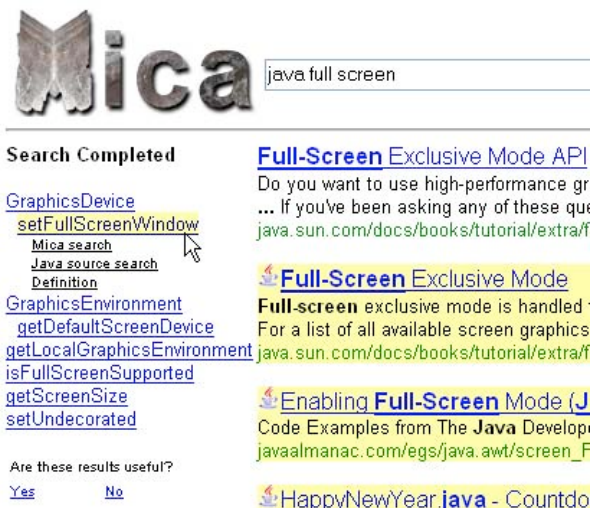 Mica
java full screen
Search Completed
GraphicsDevice
setFullScreenWindow
Mica search
Java source search
Definition
GraphicsEnvironment
getDefaultScreenDevice
getLocalGraphicsEnvironment
isFullScreenSupported
getScreenSize
setUndecorated
Are these results useful?
Yes No
Full-Screen Exclusive Mode API
Do you want to use high-performance gr
... If you've been asking any of these que
java.sun.com/docs/books/tutorial/extra/f
Full-Screen Exclusive Mode
Full-screen exclusive mode is handled
For a list of all available screen graphics
java.sun.com/docs/books/tutorial/extra/f
Enabling Full-Screen Mode (J
Code Examples from The Java Develope
javaalmanac.com/egs/java.awt/screen_F
HappyNewYear.java - Countdo